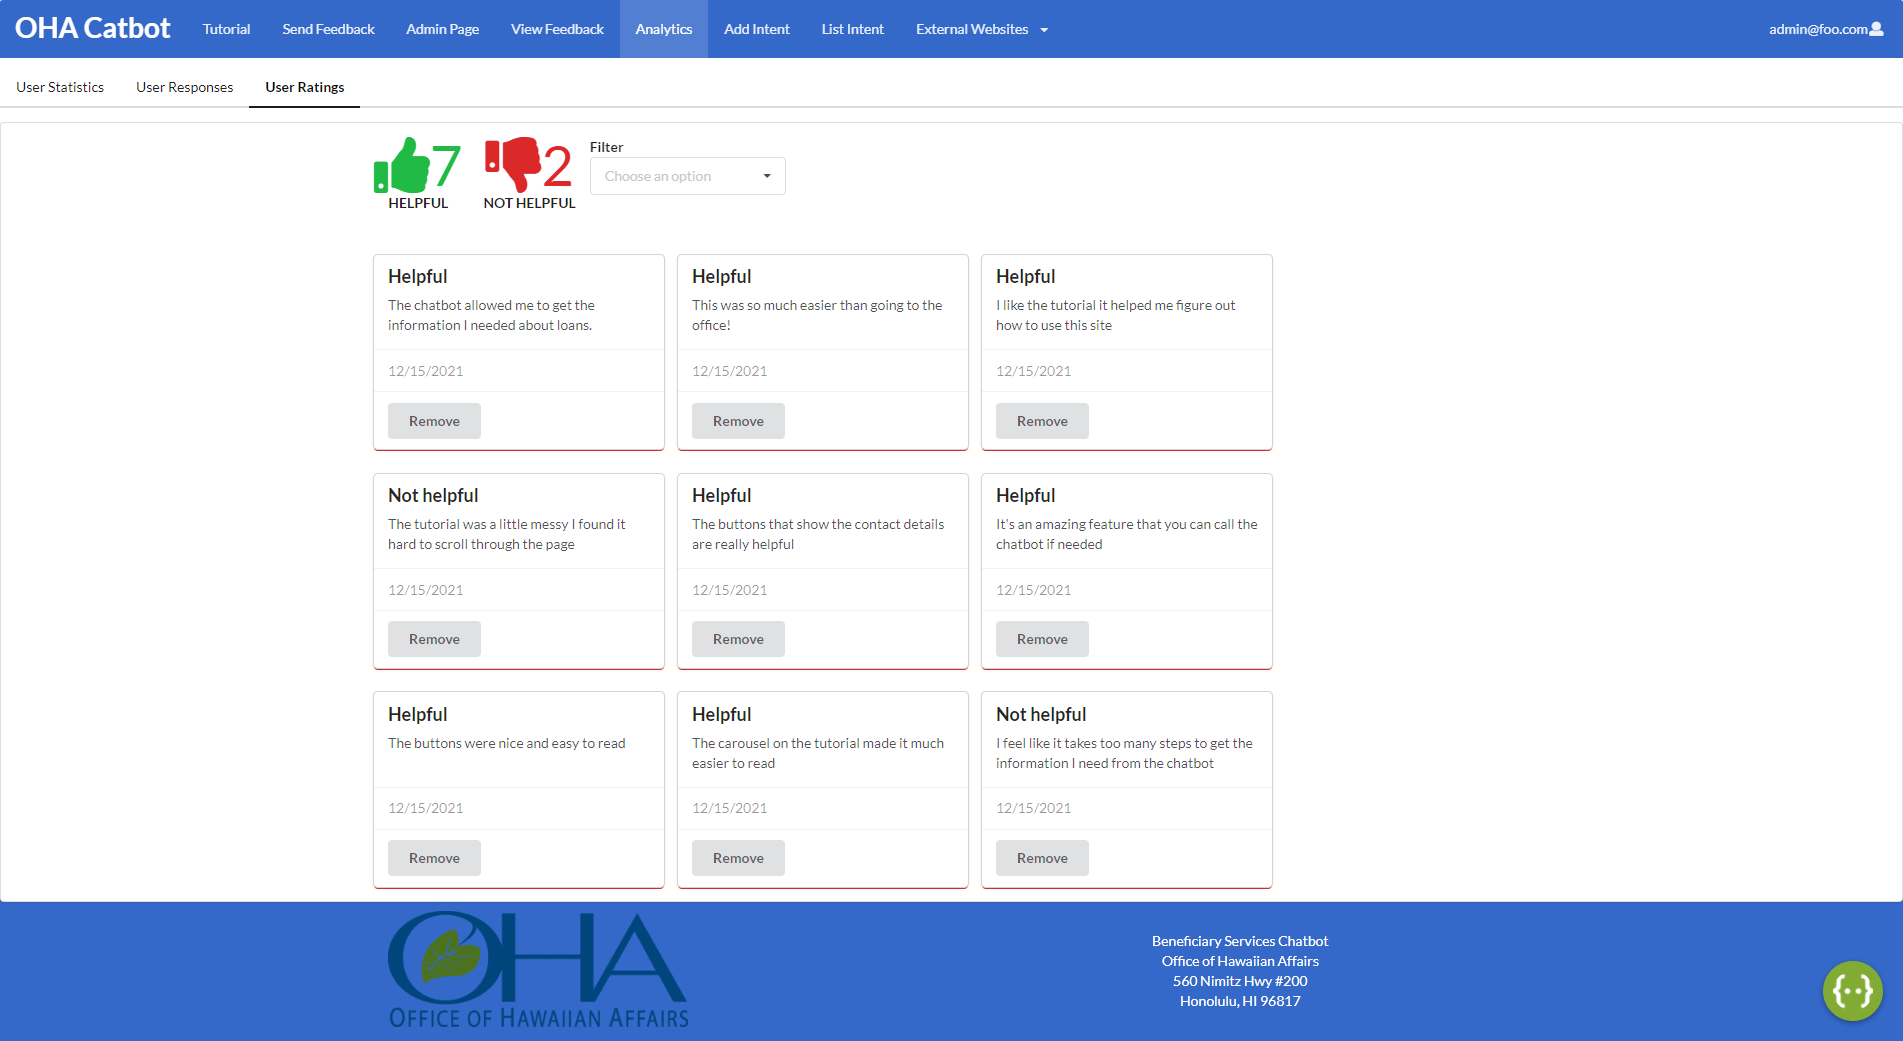 OHA Catbot
Tutorial
Send Feedback
Admin Page
View Feedback
Analytics
Add Intent
List Intent
External Websites
admin@foo.com
User Statistics
User Responses
User Ratings
7
HELPFUL
2
NOT HELPFUL
Filter
Choose an option
Helpful
The chatbot allowed me to get the
information I needed about loans.
12/15/2021
Remove
Helpful
This was so much easier than going to the
office!
12/15/2021
Remove
Helpful
I like the tutorial it helped me figure out
how to use this site
12/15/2021
Remove
Not helpful
The tutorial was a little messy I found it
hard to scroll through the page
12/15/2021
Remove
Helpful
The buttons that show the contact details
are really helpful
12/15/2021
Remove
Helpful
It's an amazing feature that you can call the
chatbot if needed
12/15/2021
Remove
Helpful
The buttons were nice and easy to read
12/15/2021
Remove
Helpful
The carousel on the tutorial made it much
easier to read
12/15/2021
Remove
Not helpful
I feel like it takes too many steps to get the
information I need from the chatbot
12/15/2021
Remove
OHA
OFFICE OF HAWAIIAN AFFAIRS
Beneficiary Services Chatbot
Office of Hawaiian Affairs
560 Nimitz Hwy #200
Honolulu, HI 96817